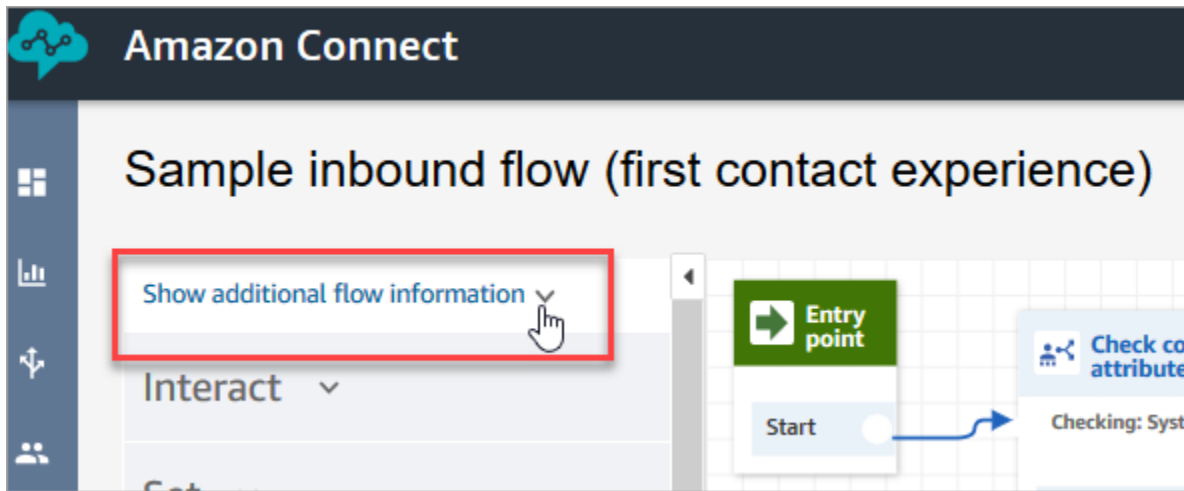 Amazon Connect
Sample inbound flow (first contact experience)
Show additional flow information
Interact
Set
Entry
point
Start
Check co
attribute
Checking: Syst